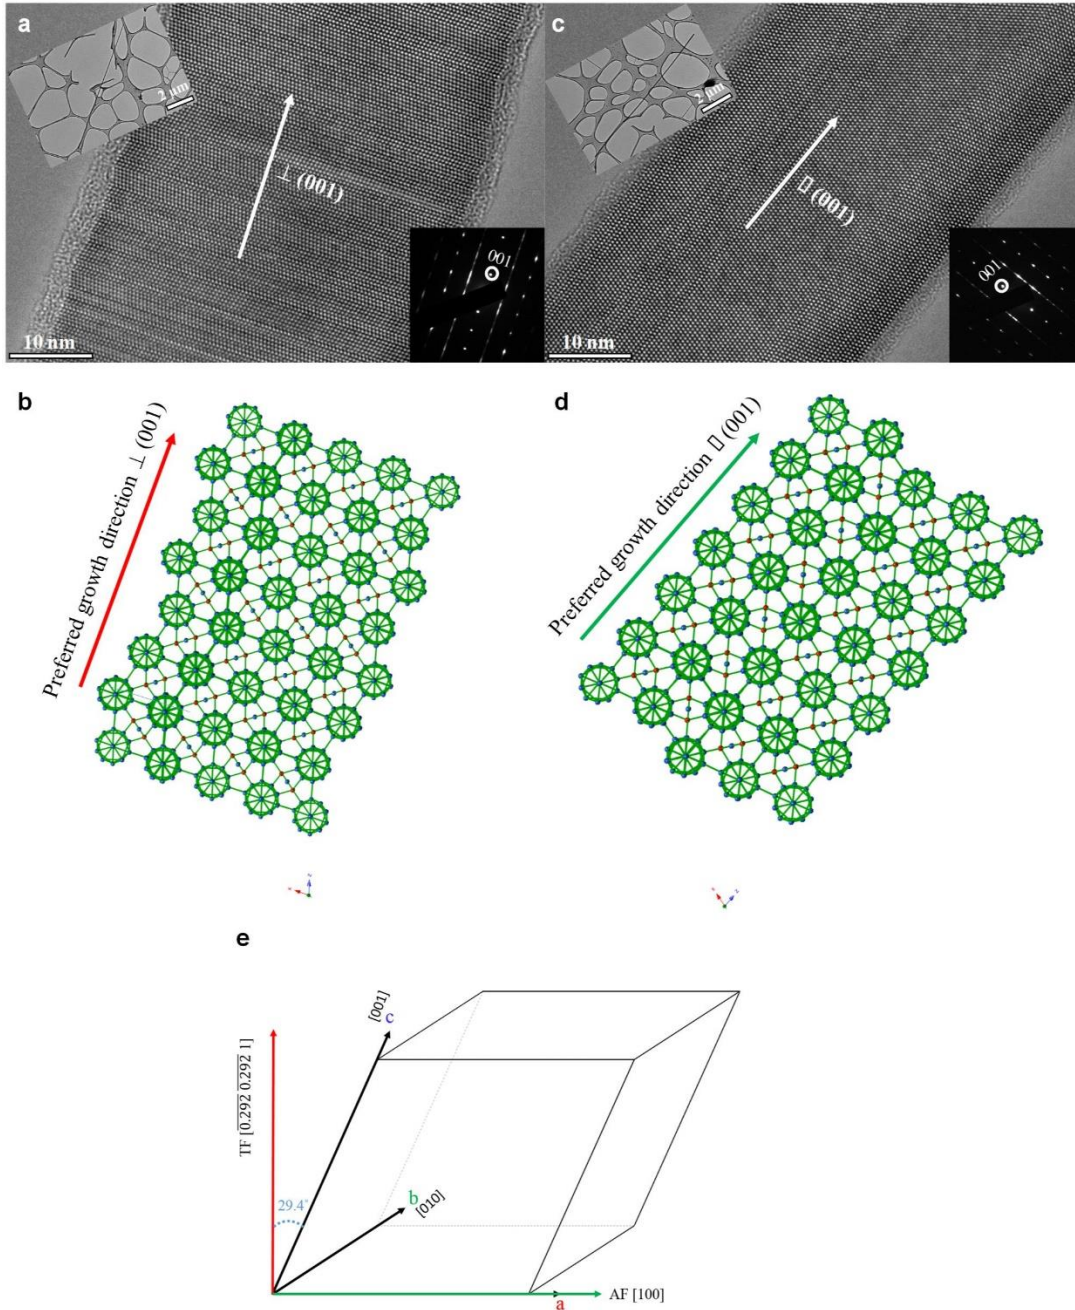 a
2 μm
⊥ (001)
001
10 nm
c
2 μm
▯ (001)
001
10 nm
b
Preferred growth direction ⊥ (001)
d
Preferred growth direction ▯ (001)
e
TF [0.292 0.292 1]
[001]
c
29.4°
b
[010]
a
AF [100]